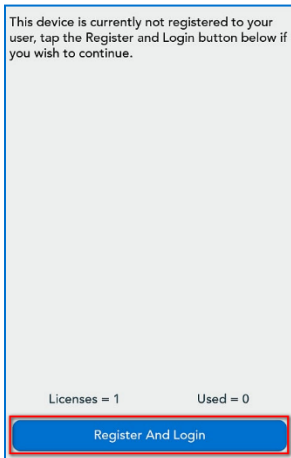 This device is currently not registered to your
user, tap the Register and Login button below if
you wish to continue.
Licenses = 1 Used = 0
Register And Login